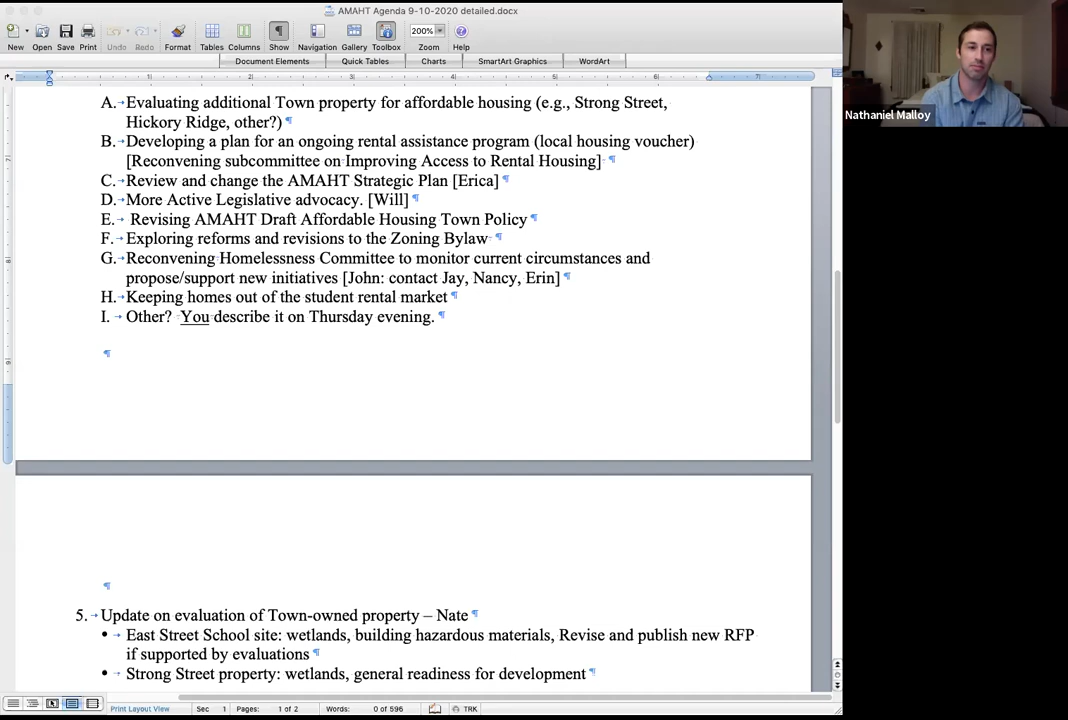 AMAHT Agenda 9-10-2020 detailed.docx
200%
New Open Save Print Undo Redo Format Tables Columns Show Navigation Gallery Toolbox Zoom Help
Document Elements Quick Tables Charts SmartArt Graphics WordArt
A. Evaluating additional Town property for affordable housing (e.g., Strong Street,
Hickory Ridge, other?)
B. Developing a plan for an ongoing rental assistance program (local housing voucher)
[Reconvening subcommittee on Improving Access to Rental Housing]
C. Review and change the AMAHT Strategic Plan [Erica]
D. More Active Legislative advocacy. [Will]
E. Revising AMAHT Draft Affordable Housing Town Policy
F. Exploring reforms and revisions to the Zoning Bylaw
G. Reconvening Homelessness Committee to monitor current circumstances and
propose/support new initiatives [John: contact Jay, Nancy, Erin]
H. Keeping homes out of the student rental market
I. Other? You describe it on Thursday evening.
5. Update on evaluation of Town-owned property – Nate
• East Street School site: wetlands, building hazardous materials, Revise and publish new RFP
if supported by evaluations
• Strong Street property: wetlands, general readiness for development
Print Layout View Sec 1 Pages: 1 of 2 Words: 0 of 596 TRK
Nathaniel Malloy